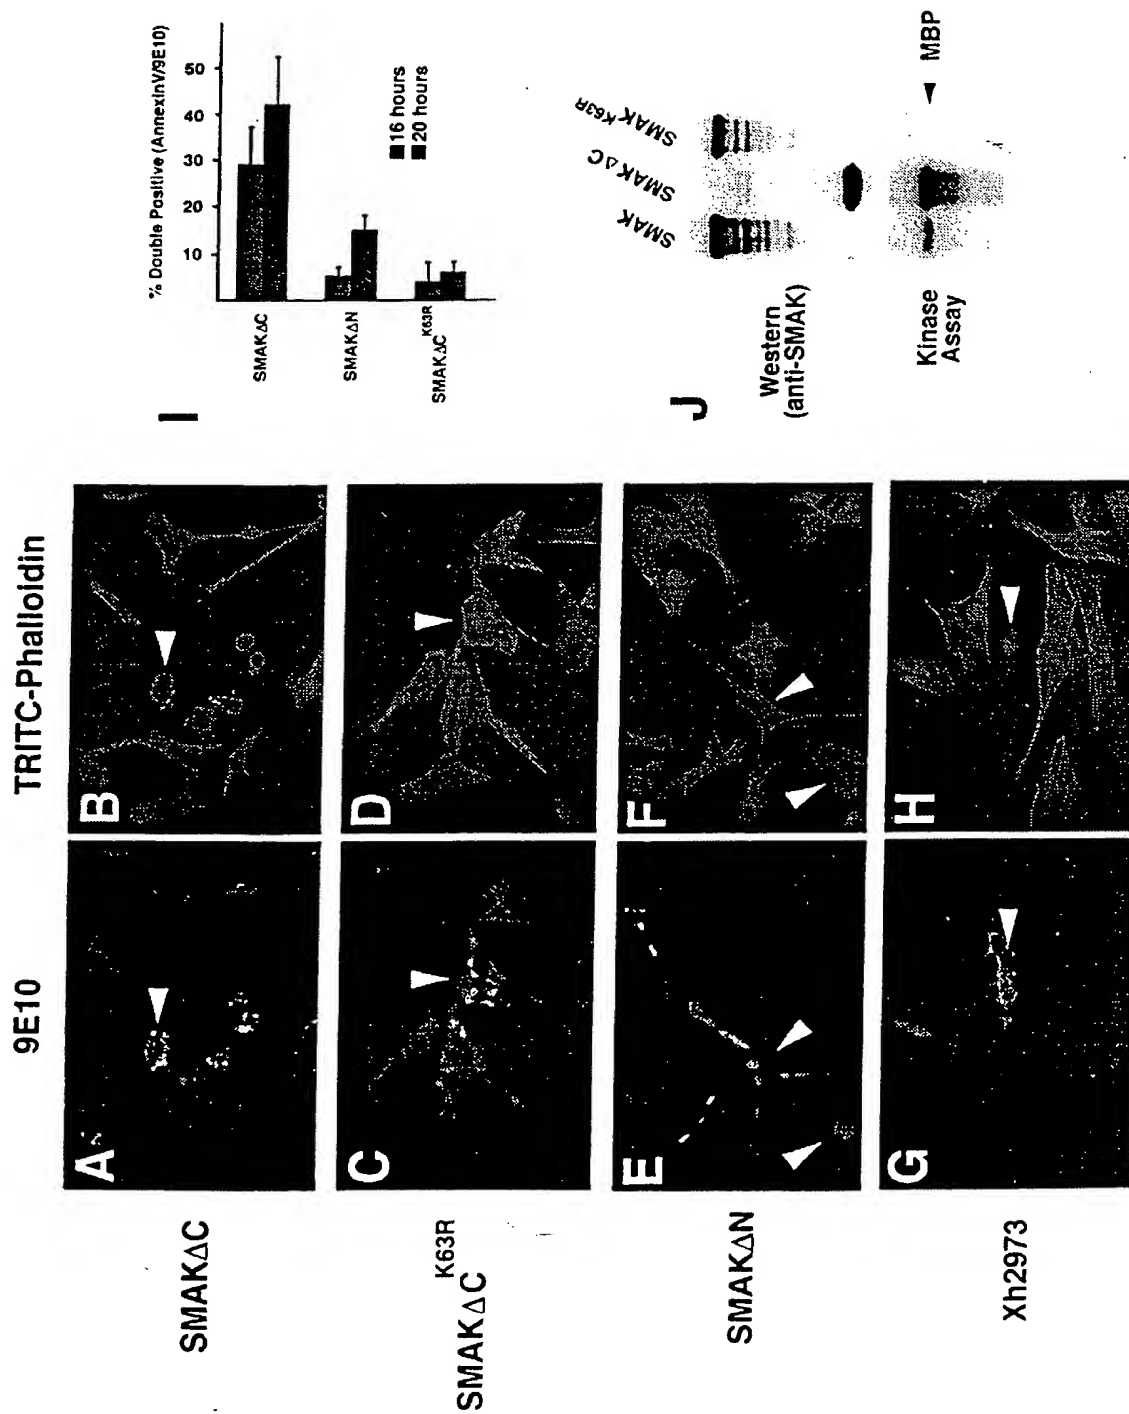 9E10
TRITC-Phalloidin
SMAKΔC
A
B
SMAKΔC K63R
C
D
SMAKΔN
E
F
Xh2973
G
H
I
% Double Positive (AnnexinV/9E10)
50
40
30
20
10
16 hours
20 hours
SMAKΔC
SMAKΔN
SMAKΔC K63R
J
SMAK
SMAKΔC
SMAK K63R
Western
(anti-SMAK)
Kinase
Assay
MBP